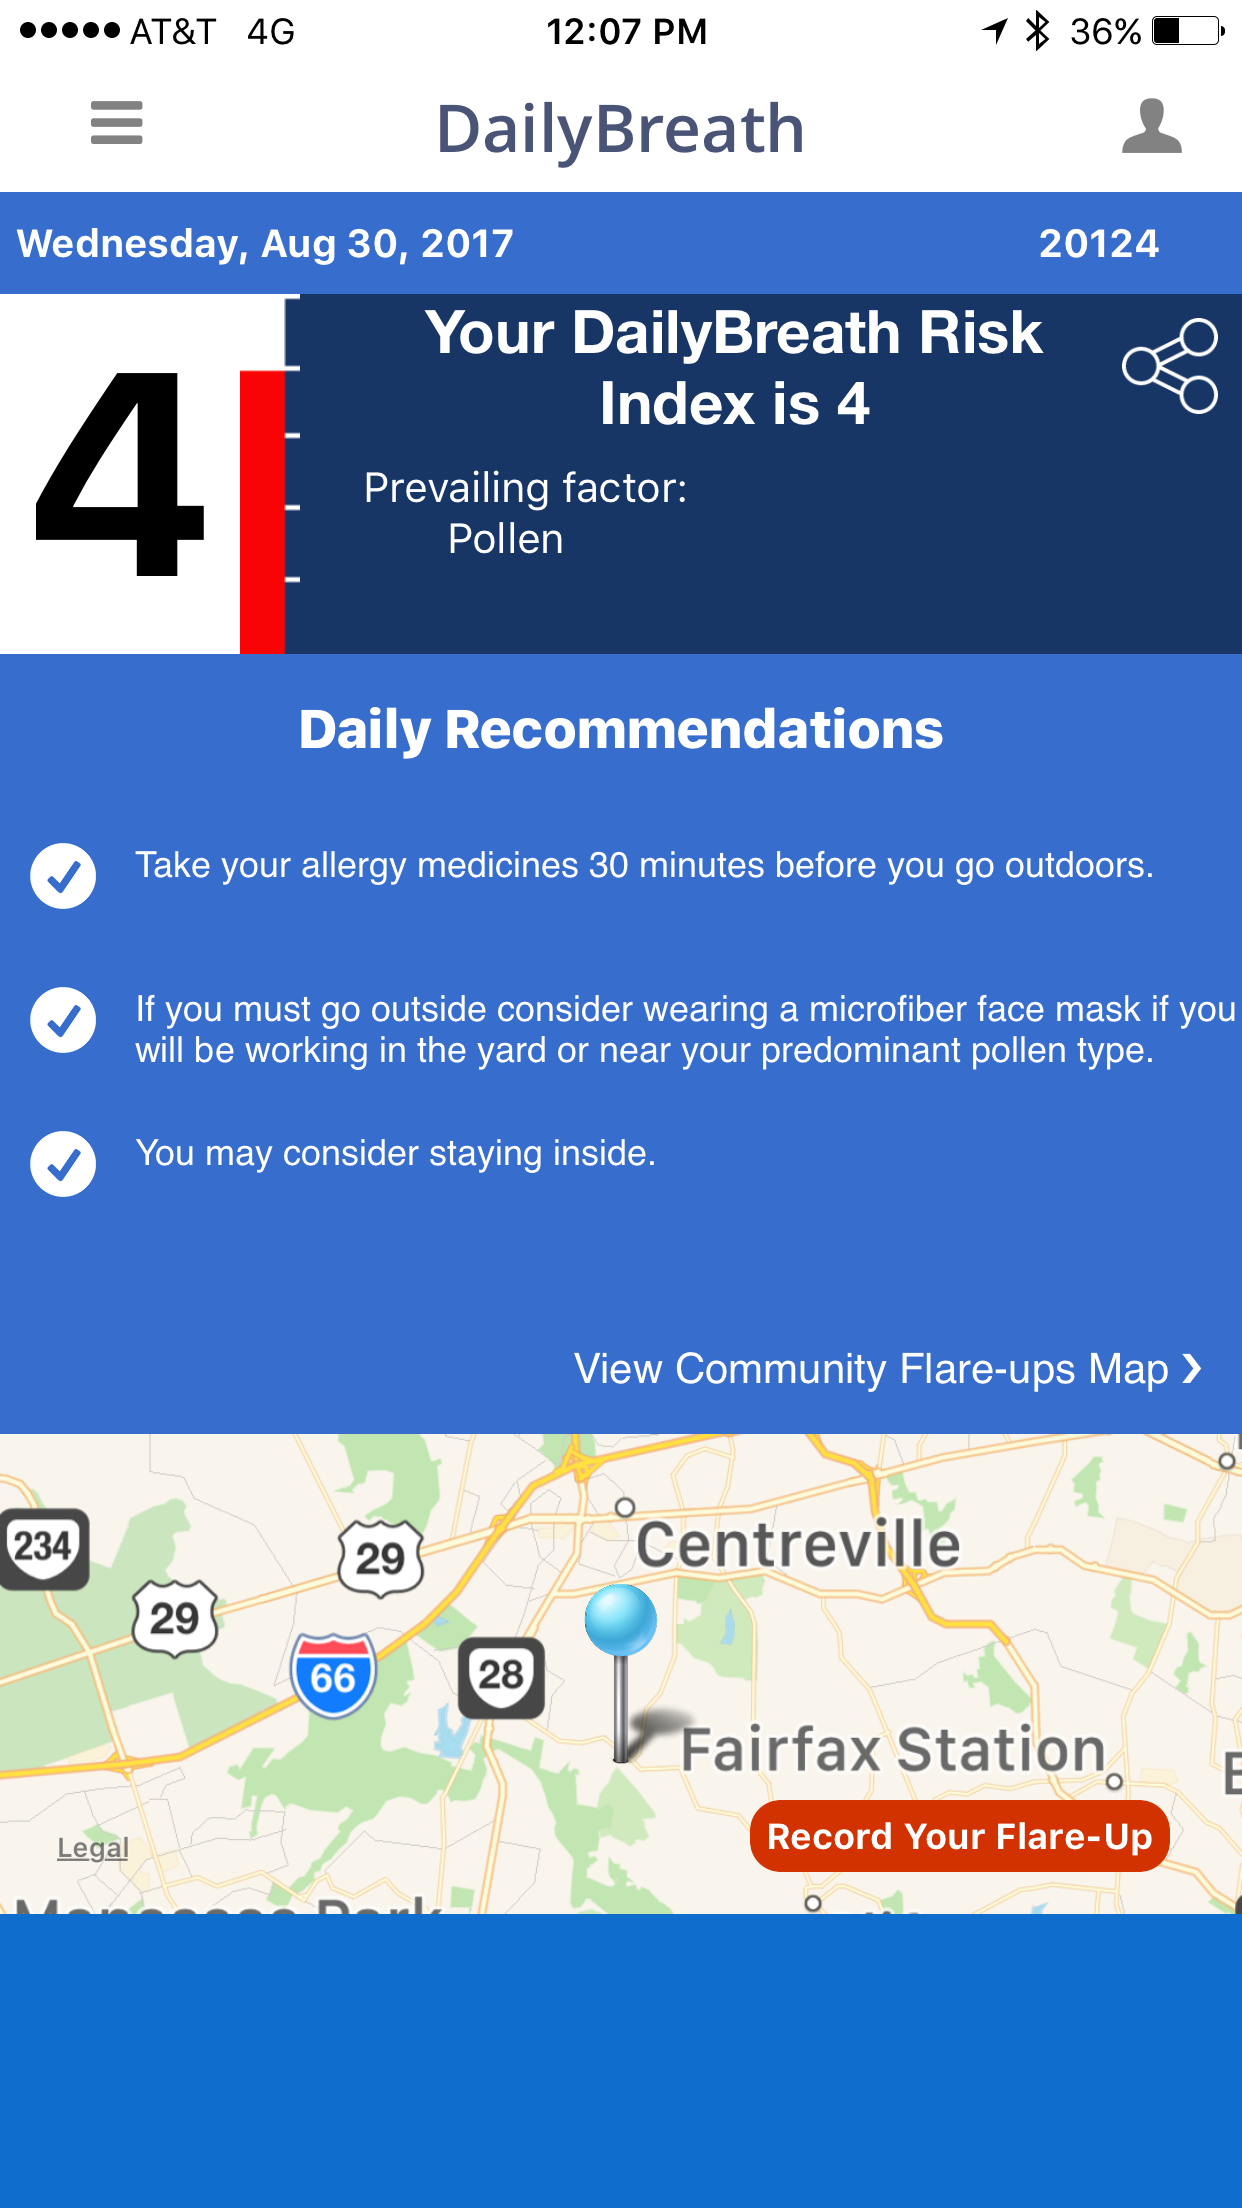 AT&T 4G 12:07 PM 36%
DailyBreath
Wednesday, Aug 30, 2017 20124
4
Your DailyBreath Risk
Index is 4
Prevailing factor:
Pollen
Daily Recommendations
Take your allergy medicines 30 minutes before you go outdoors.
If you must go outside consider wearing a microfiber face mask if you
will be working in the yard or near your predominant pollen type.
You may consider staying inside.
View Community Flare-ups Map
Centreville
234
29
29
66
28
Fairfax Station
Record Your Flare-Up
Legal
Manassas Park